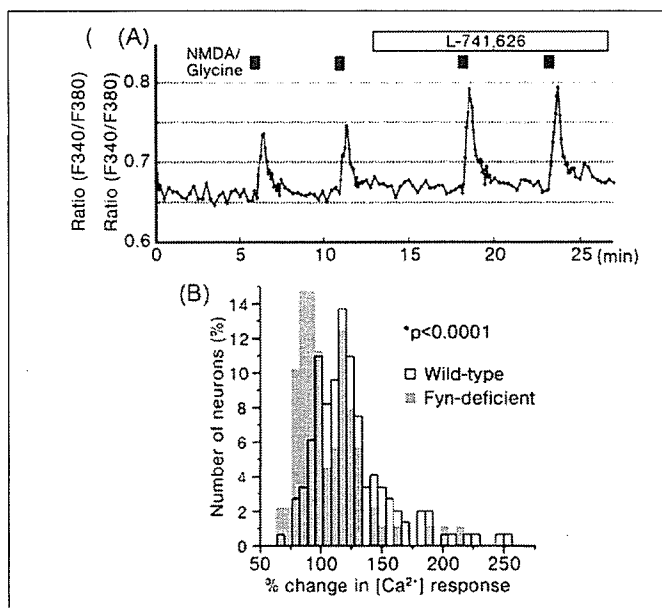 ( (A)
L-741,626
NMDA/
Glycine
Ratio (F340/F380)
Ratio (F340/F380)
0.8
0.7
0.6
0 5 10 15 20 25 (min)
(B)
14
12
10
8
6
4
2
0
Number of neurons (%)
*p<0.0001
Wild-type
Fyn-deficient
50 100 150 200 250
% change in [Ca²⁺] response